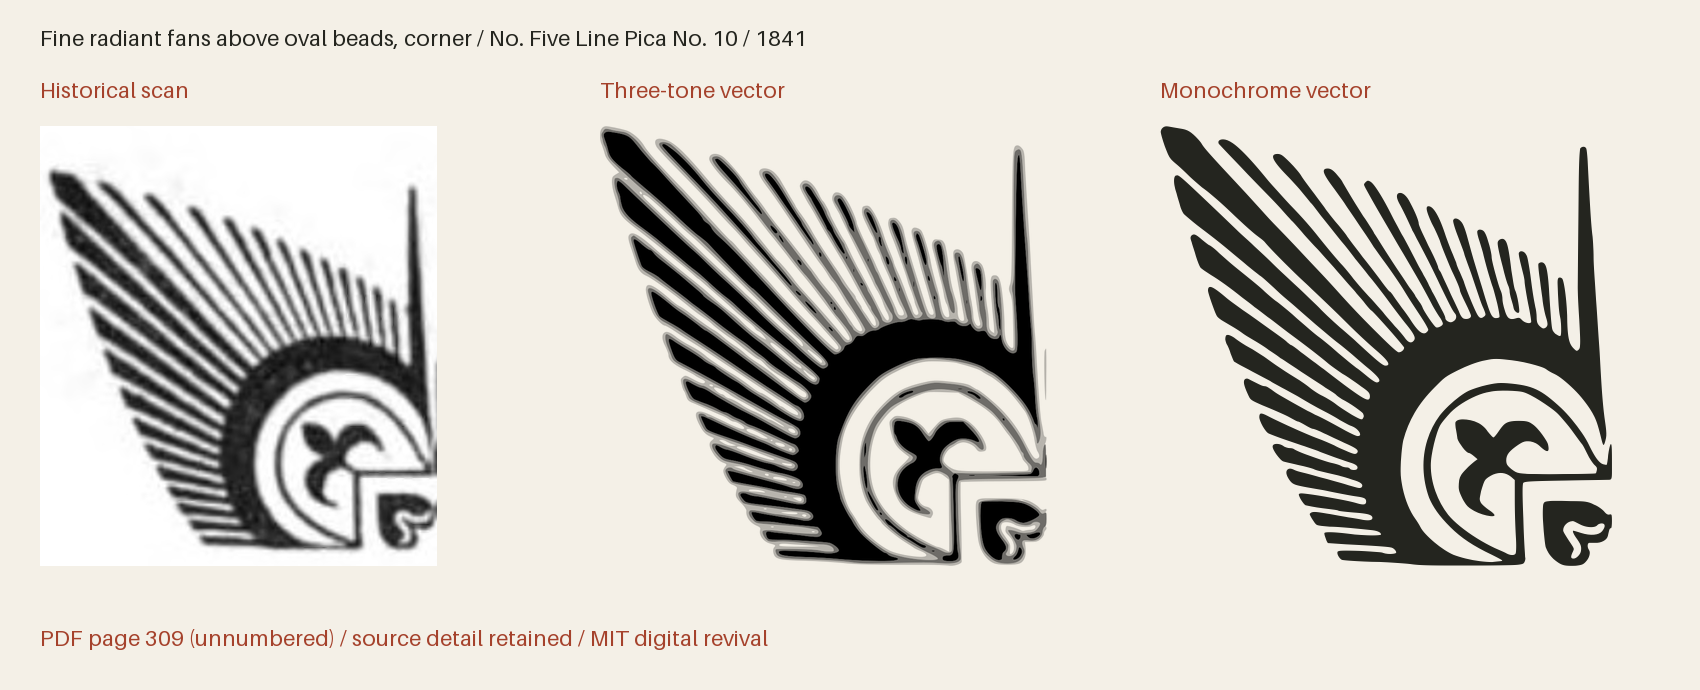 Fine radiant fans above oval beads, corner / No. Five Line Pica No. 10 / 1841
Historical scan
Three-tone vector
Monochrome vector
PDF page 309 (unnumbered) / source detail retained / MIT digital revival